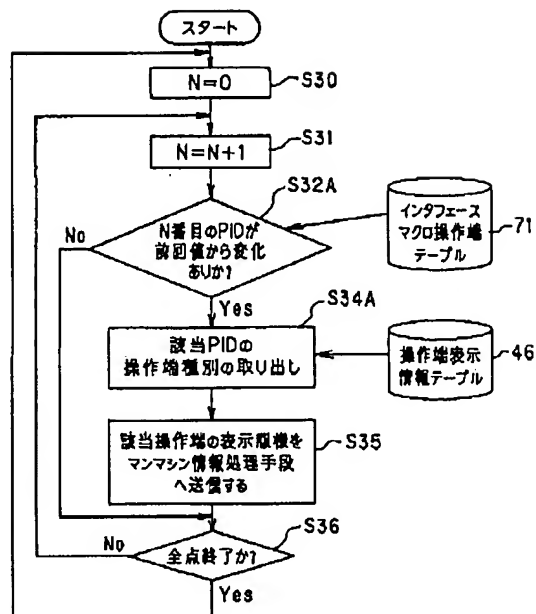 スタート
N=0
S30
N=N+1
S31
S32A
N番目のPIDが
前回値から変化
ありか?
No
Yes
インタフェース
マクロ操作端
テーブル
71
S34A
該当PIDの
操作端種別の取り出し
操作端表示
情報テーブル
46
該当操作端の表示版様を
マンマシン情報処理手段
へ送信する
S35
S36
全点終了か?
No
Yes